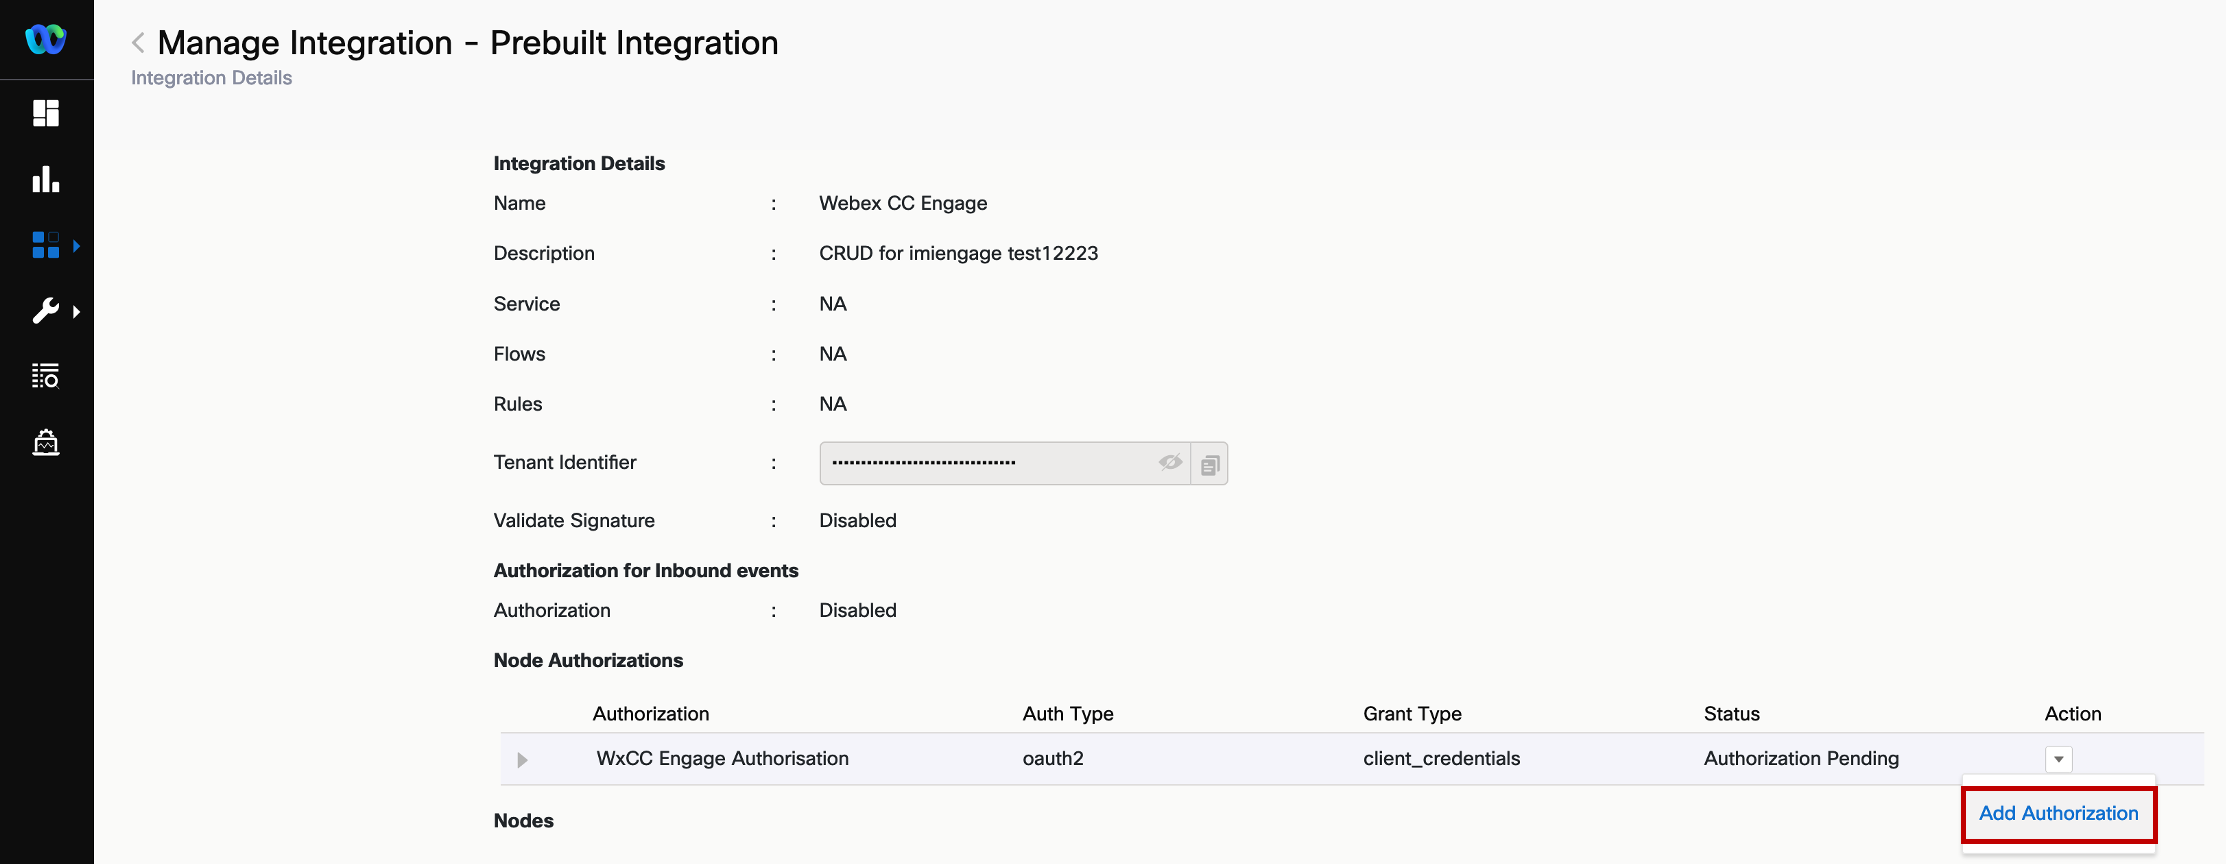 Manage Integration - Prebuilt Integration
Integration Details
Integration Details
Name : Webex CC Engage
Description : CRUD for imiengage test12223
Service : NA
Flows : NA
Rules : NA
Tenant Identifier : ••••••••••••••••••••••••••••••••
Validate Signature : Disabled
Authorization for Inbound events
Authorization : Disabled
Node Authorizations
Authorization Auth Type Grant Type Status Action
WxCC Engage Authorisation oauth2 client_credentials Authorization Pending
Add Authorization
Nodes